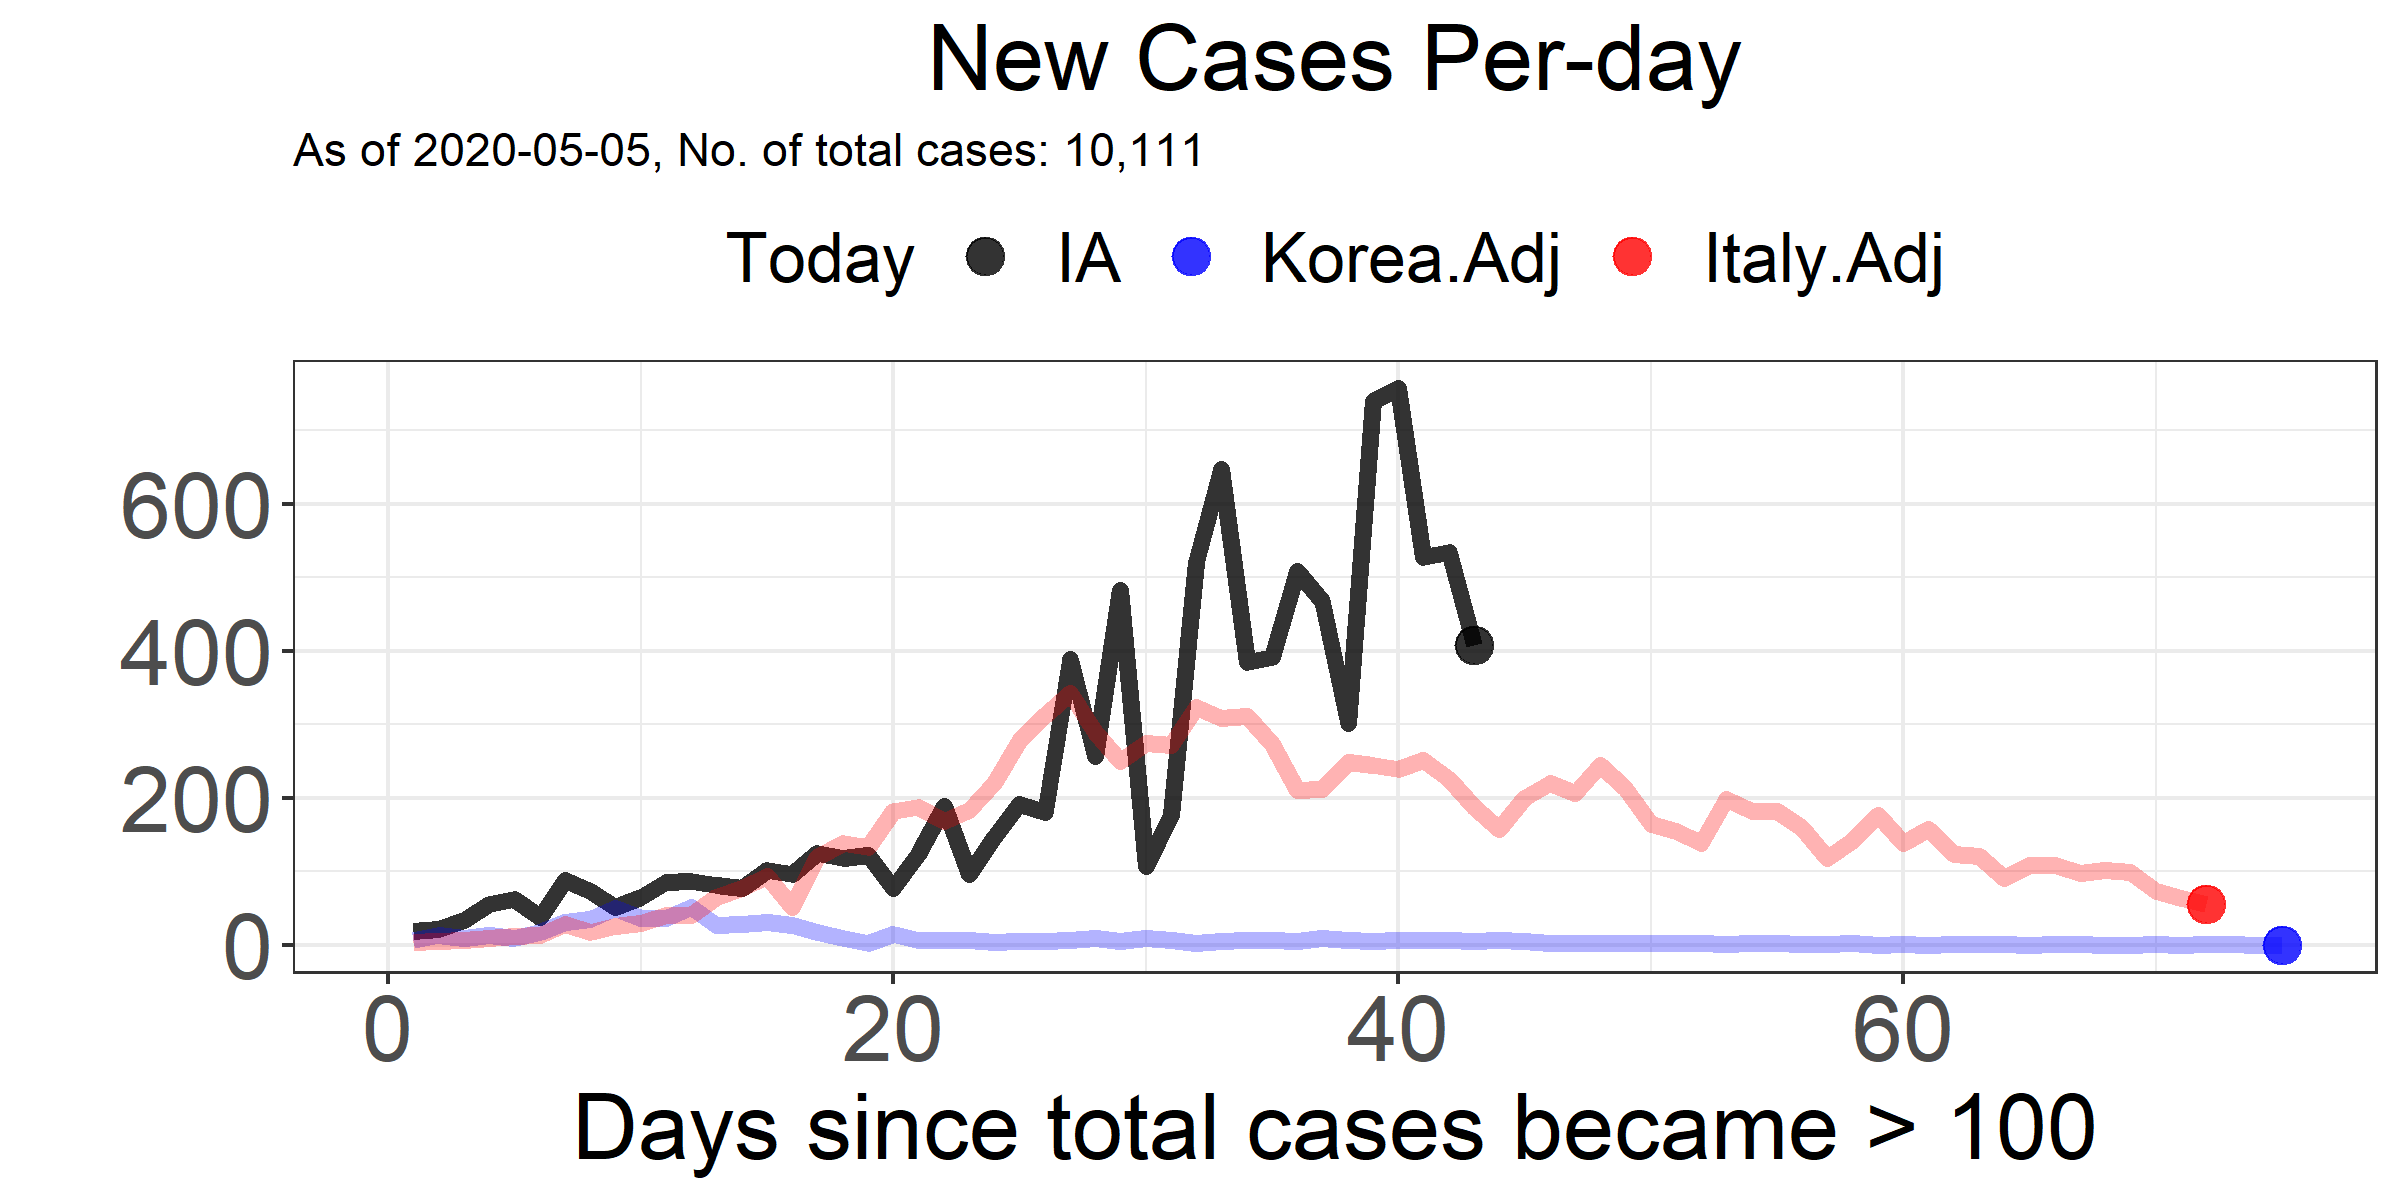 New Cases Per-day
As of 2020-05-05, No. of total cases: 10,111
Today IA Korea.Adj Italy.Adj
600
400
200
0
0 20 40 60
Days since total cases became > 100